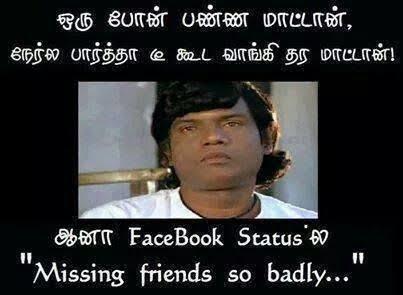 ஒரு போன் பண்ண மாட்டான்,
நேர்ல பார்த்தா டீ கூட வாங்கி தர மாட்டான்!
ஆனா FaceBook Status'ல
"Missing friends so badly..."